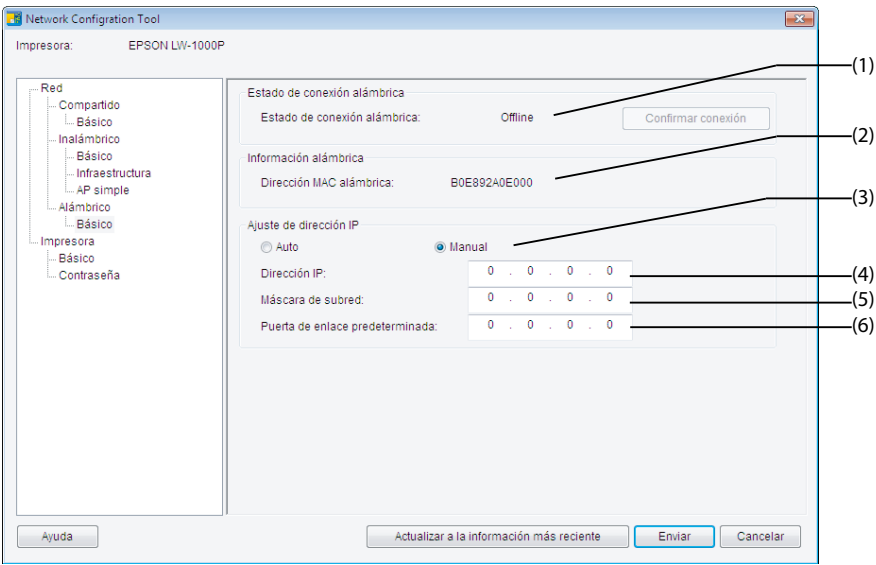 Network Configration Tool
Impresora: EPSON LW-1000P
Red
Compartido
Básico
Inalámbrico
Básico
Infraestructura
AP simple
Alámbrico
Básico
Impresora
Básico
Contraseña
Estado de conexión alámbrica
Estado de conexión alámbrica: Offline Confirmar conexión
(1)
Información alámbrica
(2)
Dirección MAC alámbrica: B0E892A0E000
(3)
Ajuste de dirección IP
Auto Manual
Dirección IP: 0 . 0 . 0 . 0 (4)
Máscara de subred: 0 . 0 . 0 . 0 (5)
Puerta de enlace predeterminada: 0 . 0 . 0 . 0 (6)
Ayuda Actualizar a la información más reciente Enviar Cancelar